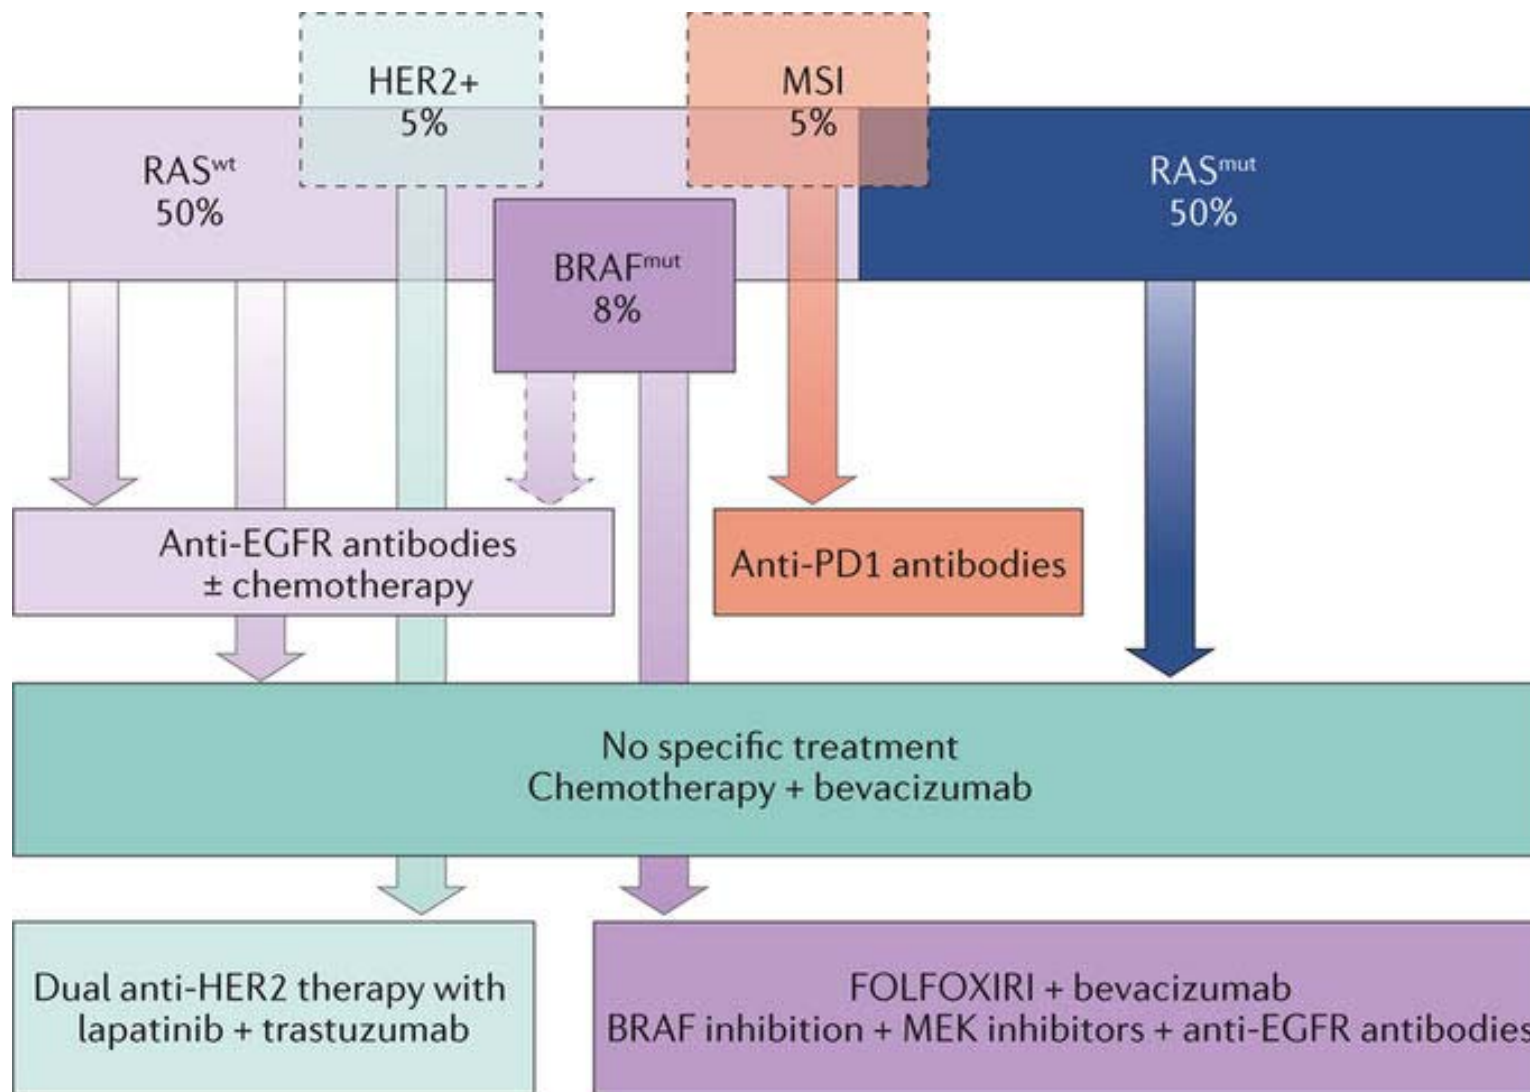 HER2+
5%
MSI
5%
RASwt
50%
RASmut
50%
BRAFmut
8%
Anti-EGFR antibodies
± chemotherapy
Anti-PD1 antibodies
No specific treatment
Chemotherapy + bevacizumab
Dual anti-HER2 therapy with
lapatinib + trastuzumab
FOLFOXIRI + bevacizumab
BRAF inhibition + MEK inhibitors + anti-EGFR antibodies